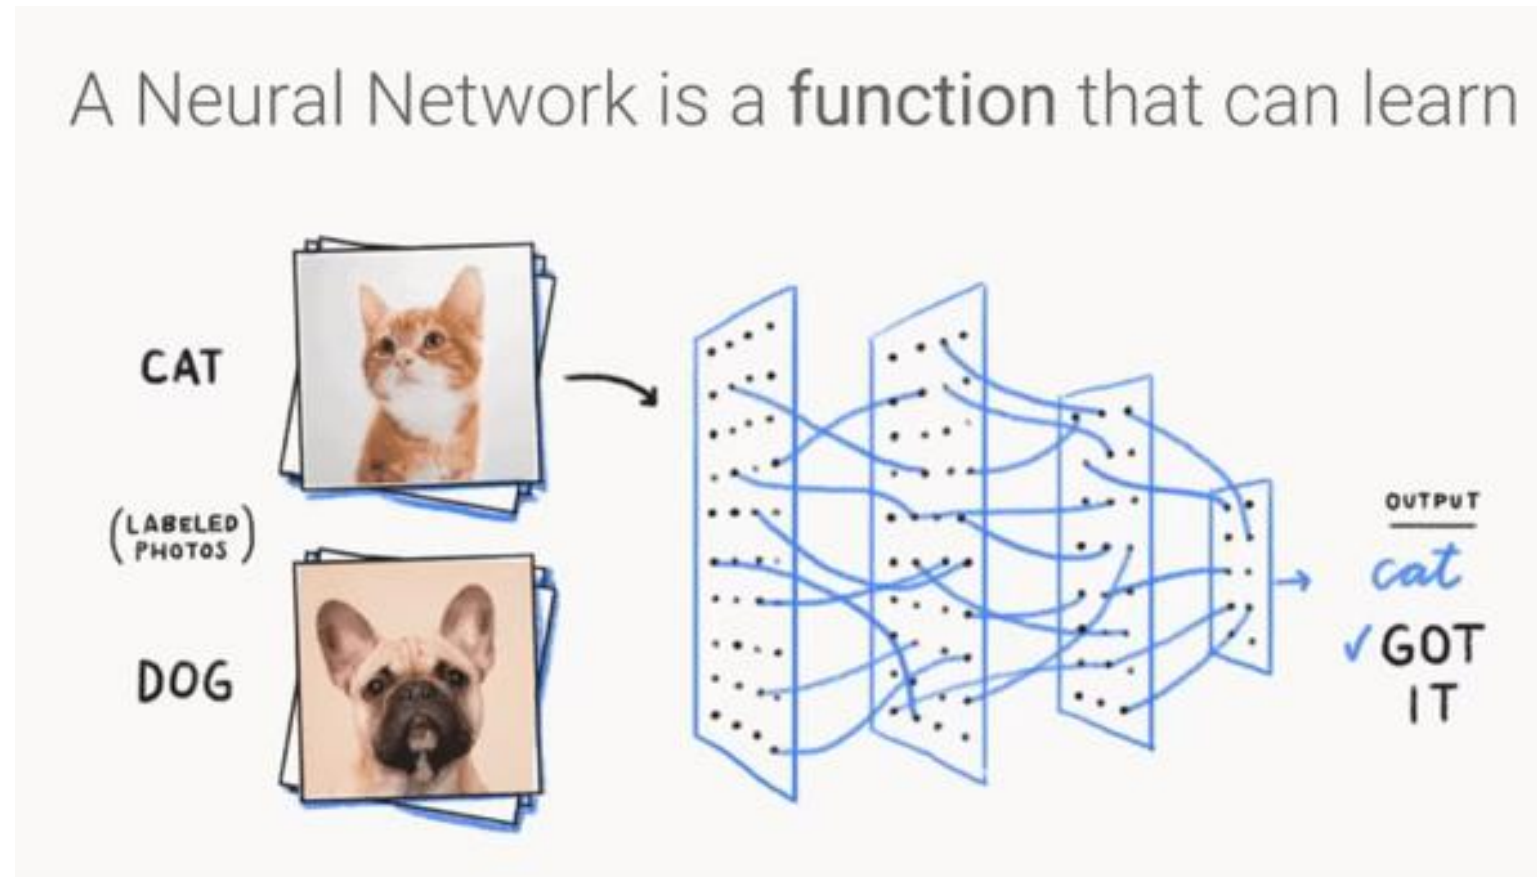 A Neural Network is a function that can learn
CAT
(LABELED
PHOTOS)
DOG
OUTPUT
cat
✓GOT
IT